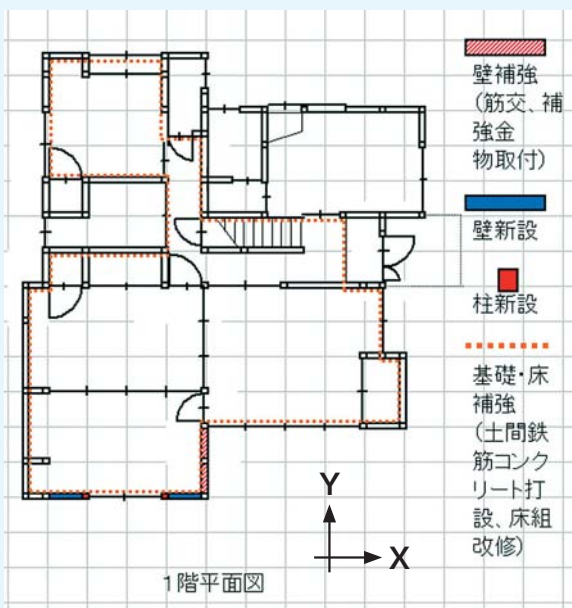 壁補強
（筋交、補
強金
物取付）
壁新設
柱新設
基礎・床
補強
（土間鉄
筋コンク
リート打
設、床組
改修）
Y
X
1階平面図